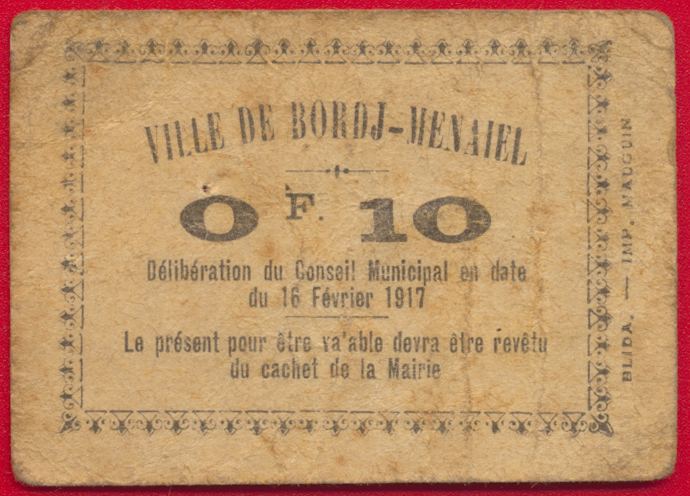 VILLE DE BORDJ-MENAIEL
0 F. 10
Délibération du Conseil Municipal en date
du 16 Février 1917
Le présent pour être va'able devra être revêtu
du cachet de la Mairie
BLIDA. — IMP. MAUGUIN